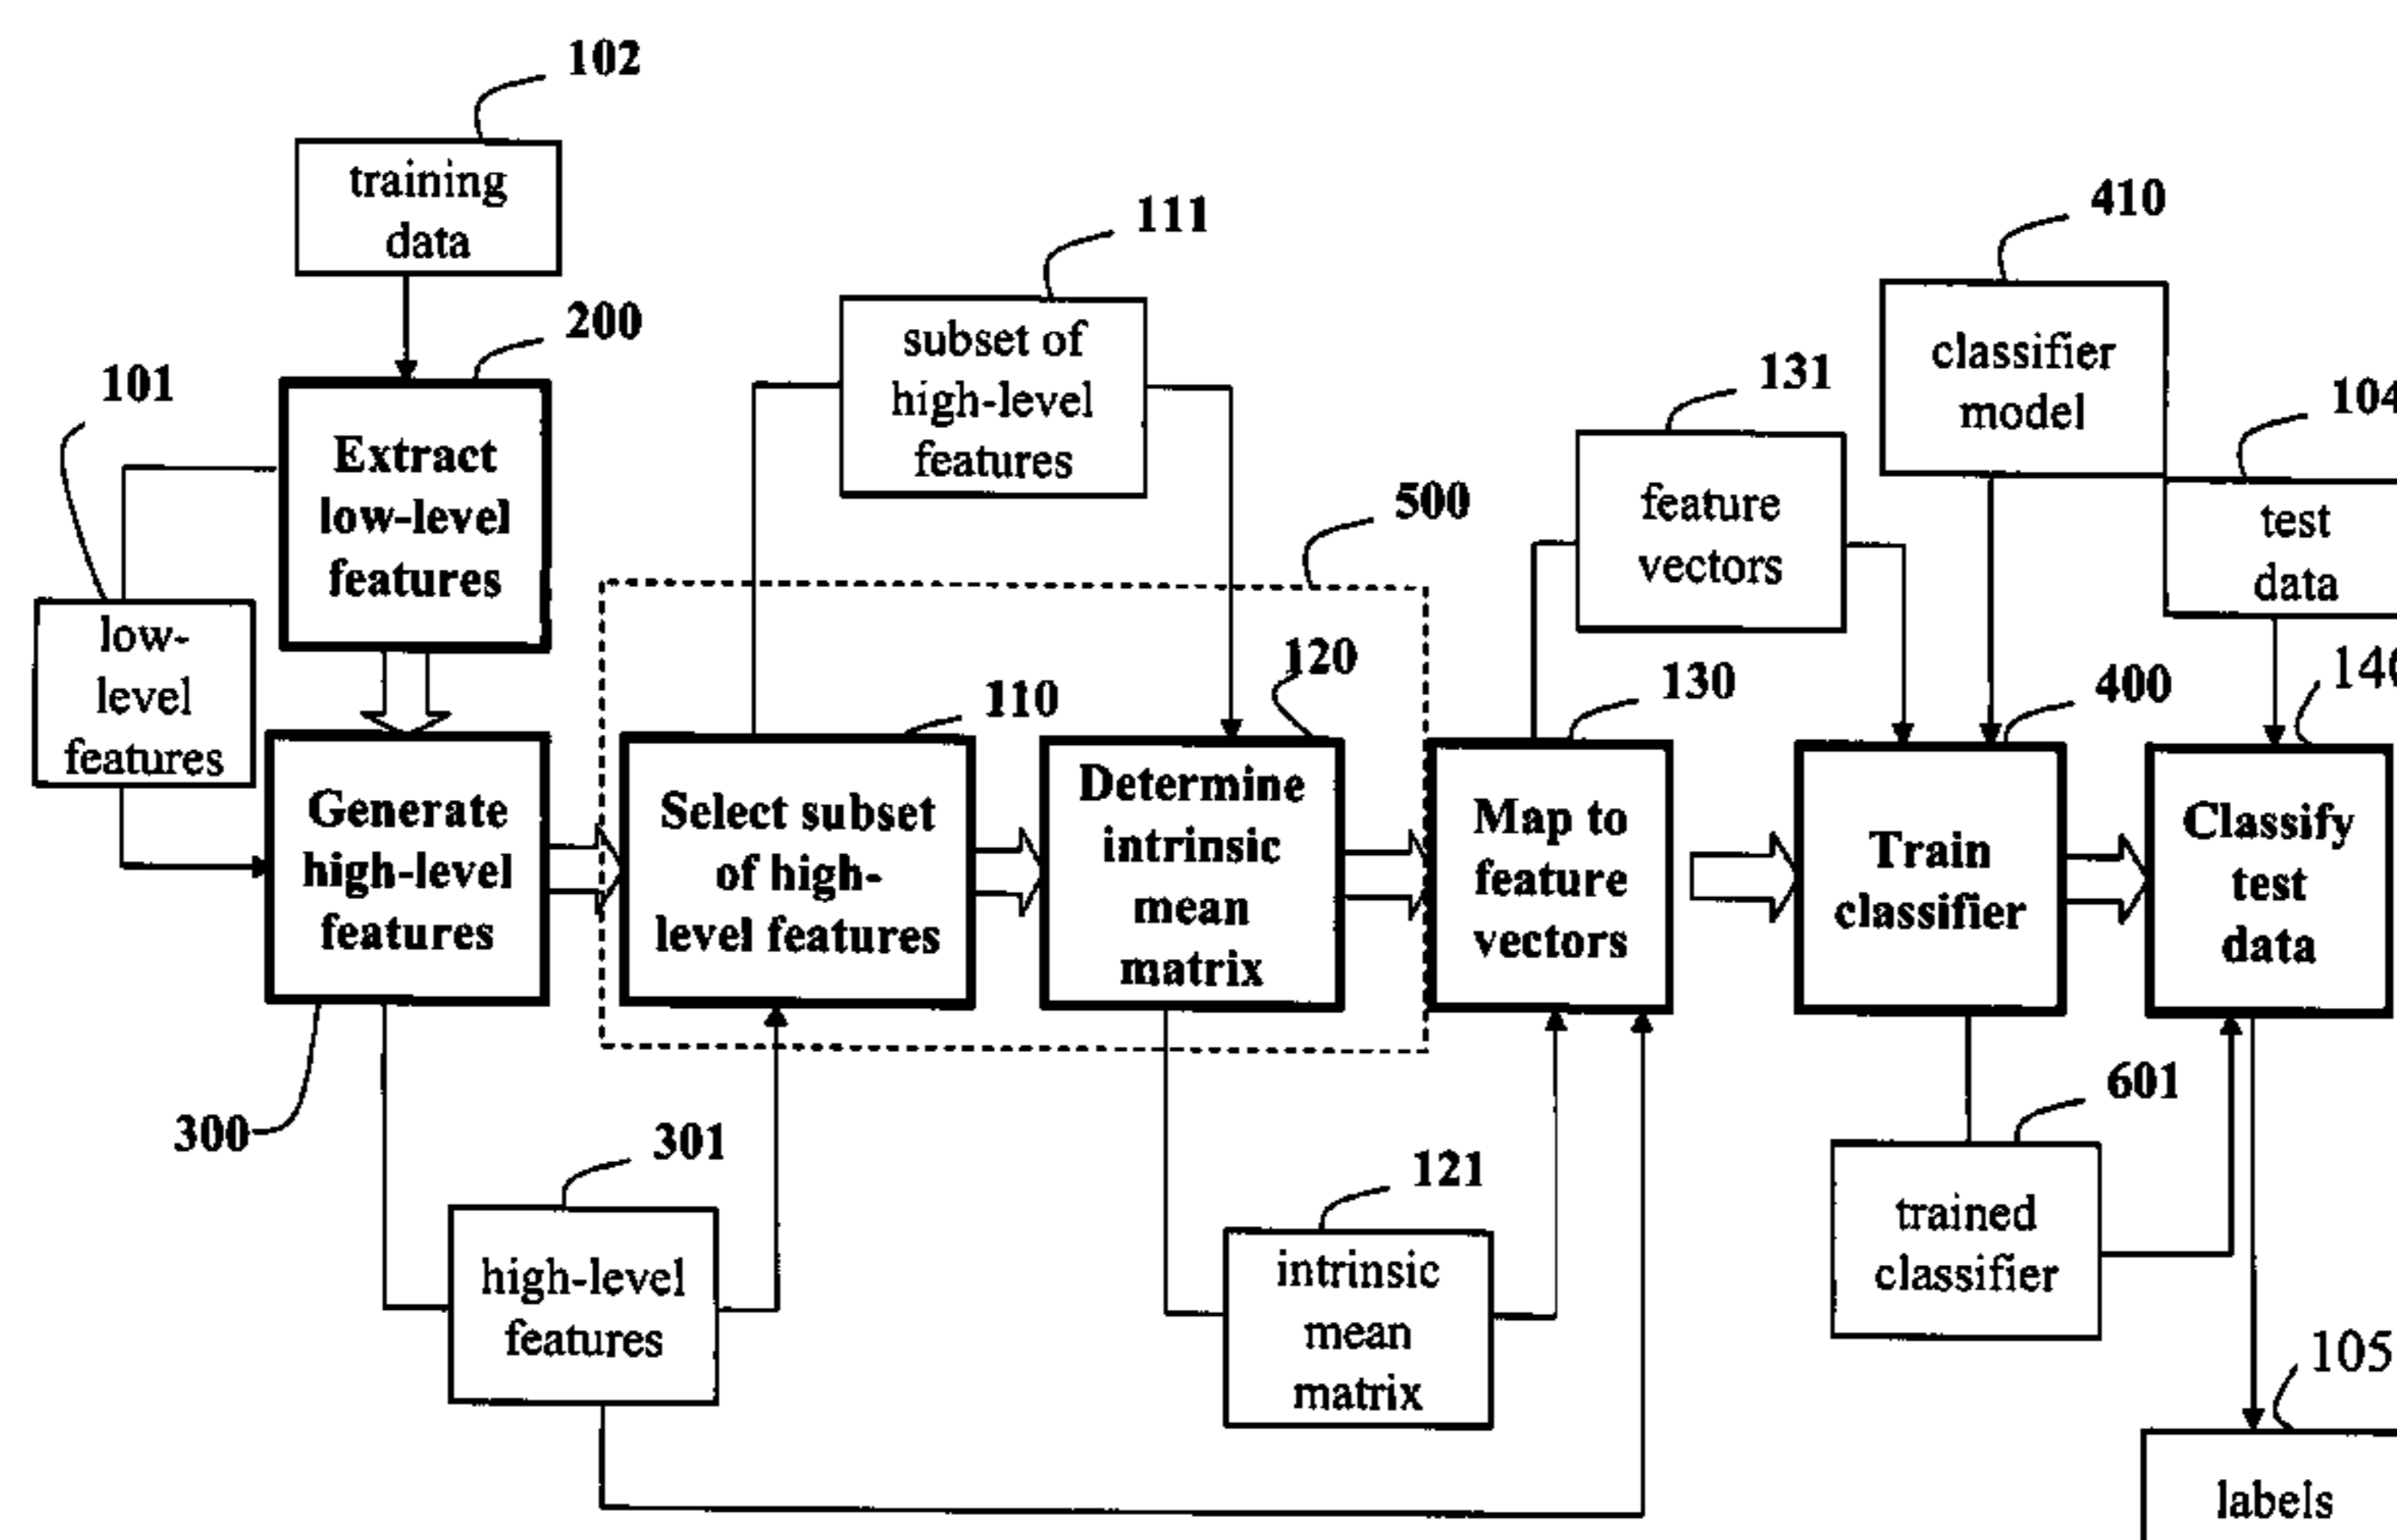 102
training
data
200
101
Extract
low-level
features
low-
level
features
Generate
high-level
features
300
301
high-level
features
111
subset of
high-level
features
500
110
Select subset
of high-
level features
120
Determine
intrinsic
mean
matrix
121
intrinsic
mean
matrix
131
feature
vectors
130
Map to
feature
vectors
410
classifier
model
104
test
data
400
Train
classifier
140
Classify
test
data
601
trained
classifier
105
labels